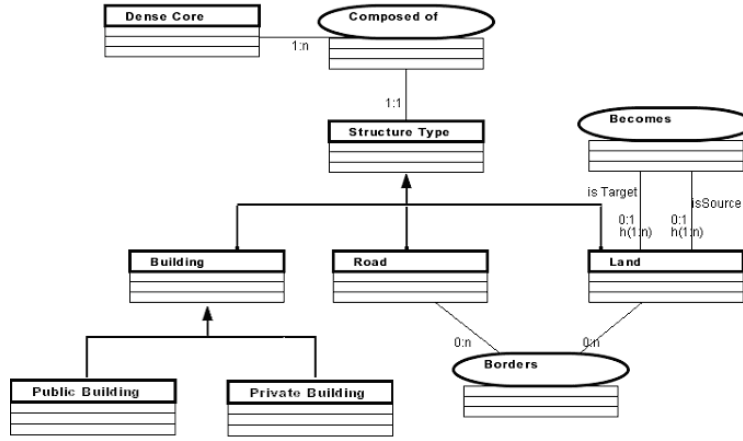 Dense Core
Composed of
1:n
1:1
Structure Type
Becomes
is Target
isSource
0:1
h(1:n)
0:1
h(1:n)
Building
Road
Land
0:n
0:n
Borders
Public Building
Private Building